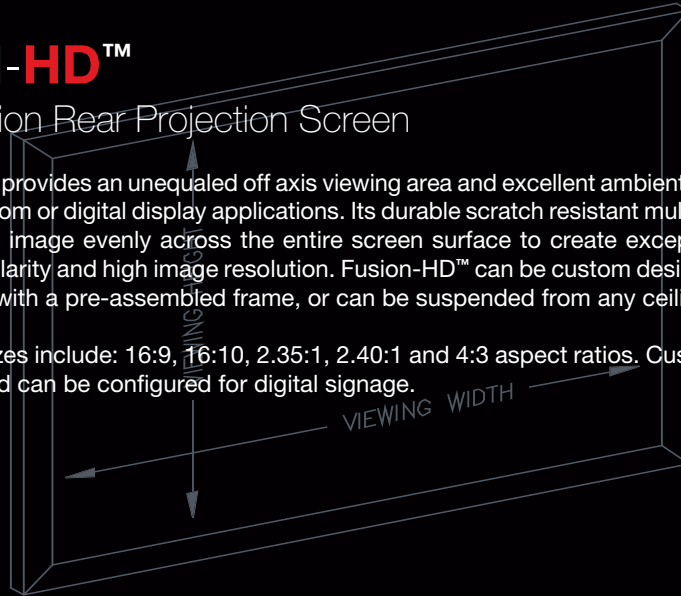 -HD™
ion Rear Projection Screen
provides an unequaled off axis viewing area and excellent ambient
om or digital display applications. Its durable scratch resistant mul
image evenly across the entire screen surface to create excep
larity and high image resolution. Fusion-HD™ can be custom desi
with a pre-assembled frame, or can be suspended from any ceili
zes include: 16:9, 16:10, 2.35:1, 2.40:1 and 4:3 aspect ratios. Cus
d can be configured for digital signage.
VIEWING HEIGHT
VIEWING WIDTH